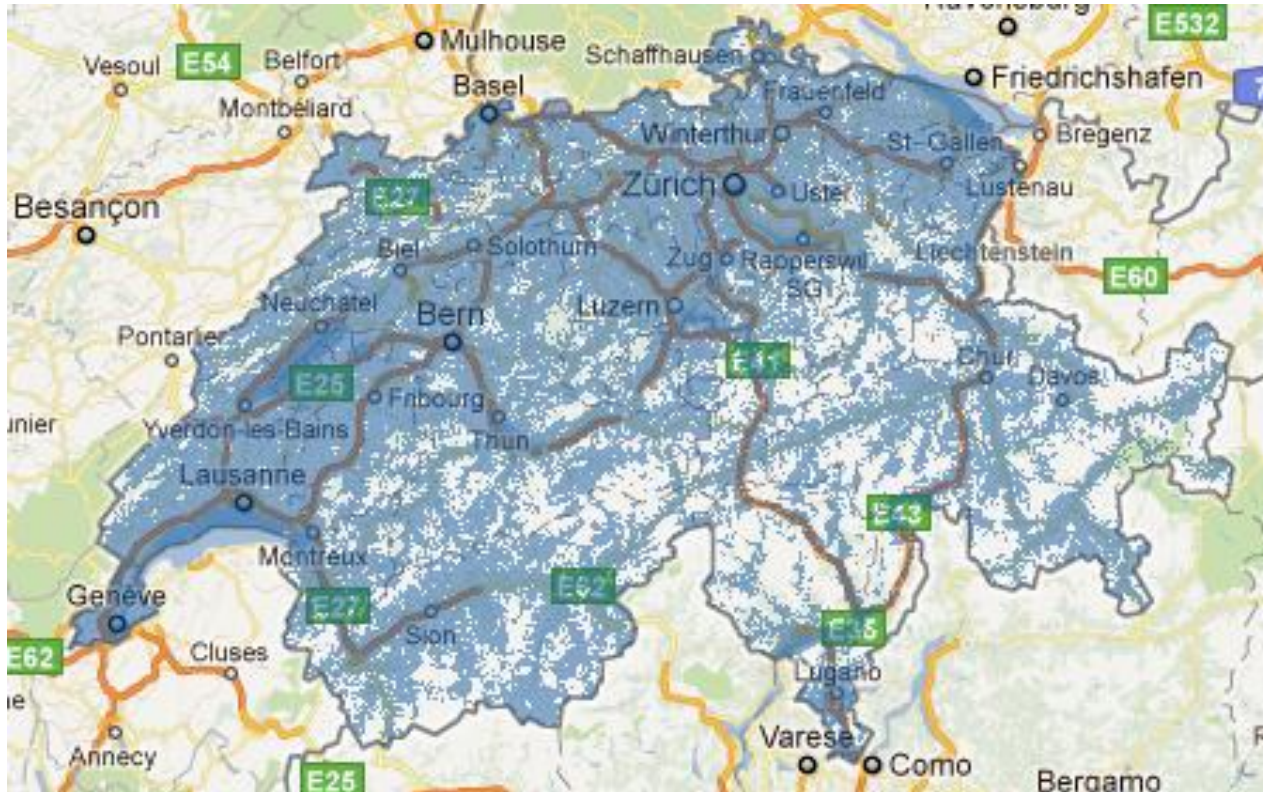 Ravensburg
E532
Mulhouse
Schaffhausen
Belfort
E54
Vesoul
Friedrichshafen
Basel
Frauenfeld
Montbéliard
Winterthur
Bregenz
St-Gallen
Zürich
Uster
Lustenau
E27
Besançon
Biel
Solothurn
Zug
Rapperswil
SG
Liechtenstein
E60
Neuchatel
Luzern
Bern
Pontarlier
E41
Chur
Davos
E25
Fribourg
unier
Yverdon-les-Bains
Thun
Lausanne
E43
Montreux
Genève
E27
E62
Sion
E35
E62
Cluses
Lugano
Annecy
Varese
Como
E25
Bergamo